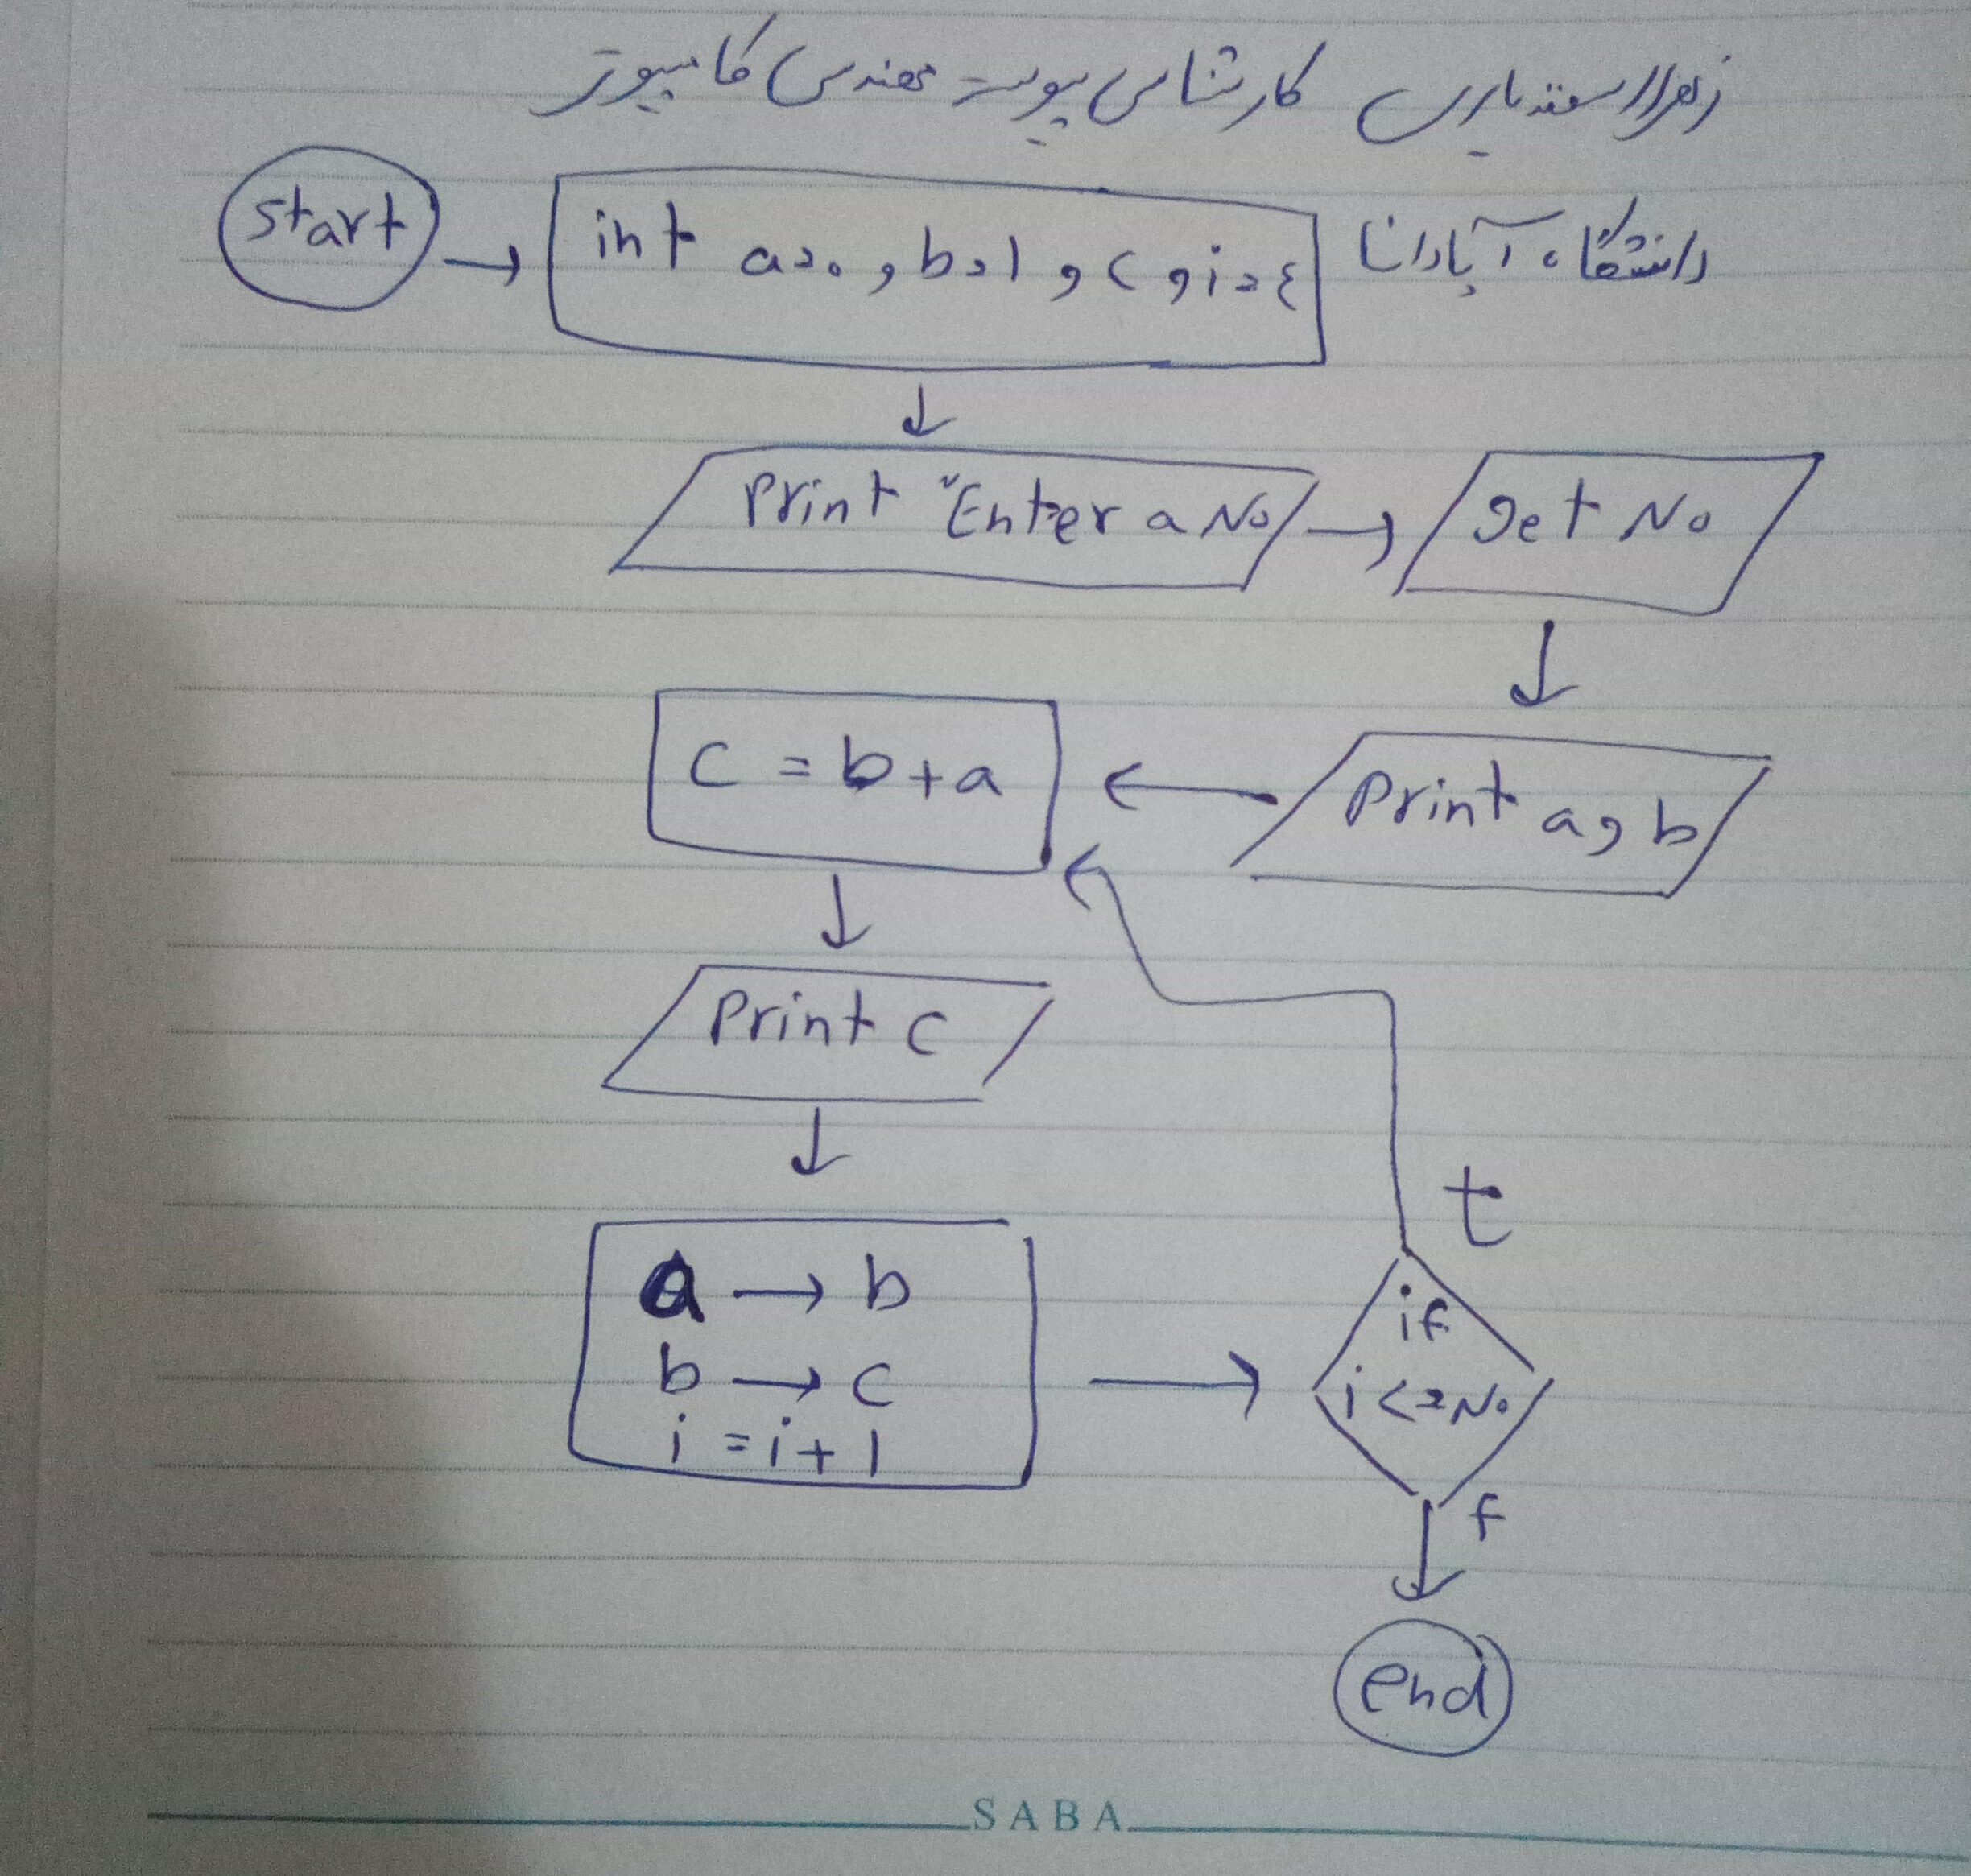 زهرا اسفندیاری کارشناسی پیوسته مهندسی کامپیوتر
دانشگاه آبادانا
start
int a=0, b=1, c, i=4
Print "Enter a No
get No
Print a, b
c = b+a
Print c
a → b
b → c
i = i+1
t
if
i<=No
f
end
SABA